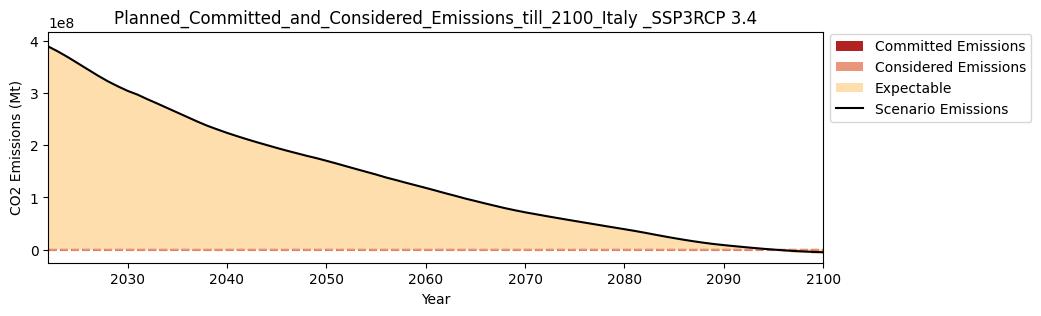 Planned_Committed_and_Considered_Emissions_till_2100_Italy _SSP3RCP 3.4
1e8
4
3
2
1
0
CO2 Emissions (Mt)
2030 2040 2050 2060 2070 2080 2090 2100
Year
Committed Emissions
Considered Emissions
Expectable
Scenario Emissions